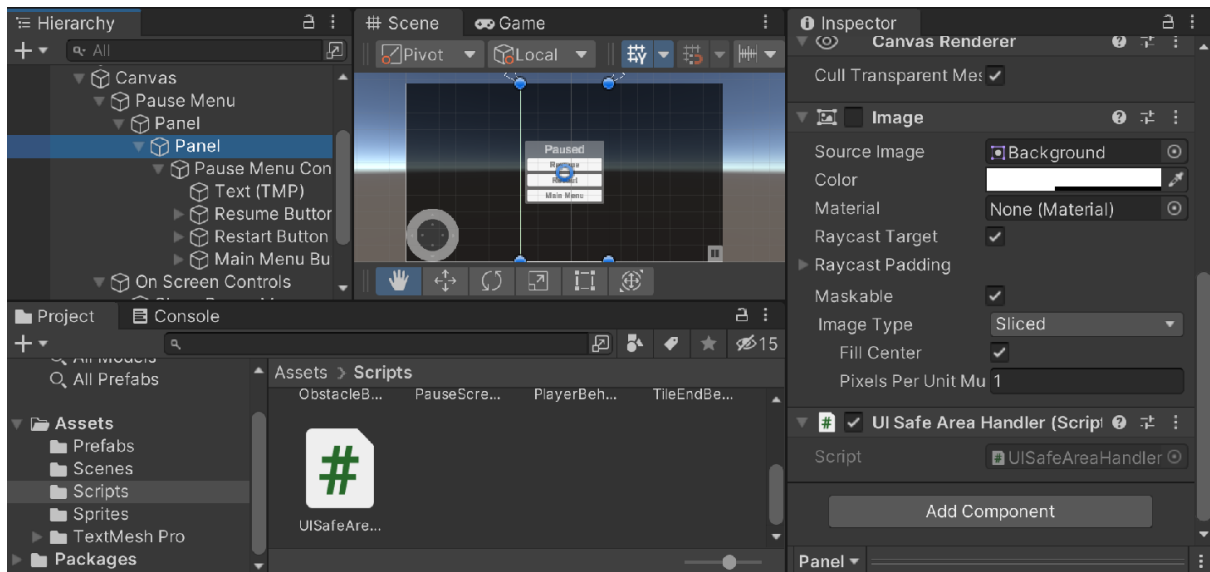 Hierarchy
All
Canvas
Pause Menu
Panel
Panel
Pause Menu Con
Text (TMP)
Resume Button
Restart Button
Main Menu Bu
On Screen Controls
Scene
Game
Pivot
Local
Paused
Main Menu
Project
Console
15
All Models
All Prefabs
Assets
Prefabs
Scenes
Scripts
Sprites
TextMesh Pro
Packages
Assets > Scripts
ObstacleB...
PauseScre...
PlayerBeh...
TileEndBe...
#
UISafeAre...
Inspector
Canvas Renderer
Cull Transparent Mes
Image
Source Image
Background
Color
Material
None (Material)
Raycast Target
Raycast Padding
Maskable
Image Type
Sliced
Fill Center
Pixels Per Unit Mu
1
# UI Safe Area Handler (Script
Script
UISafeAreaHandler
Add Component
Panel